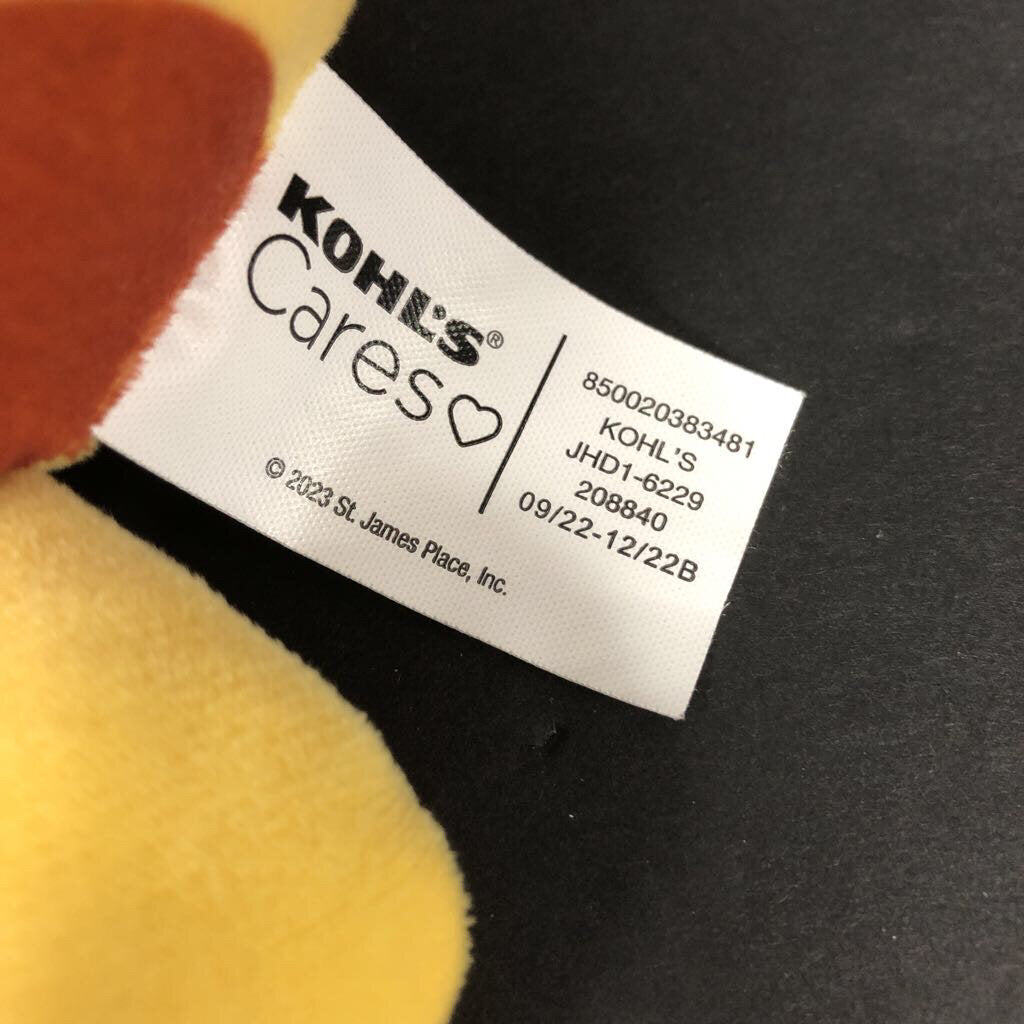 KOHL'S®
Cares♡
© 2023 St. James Place, Inc.
850020383481
KOHL'S
JHD1-6229
208840
09/22-12/22B